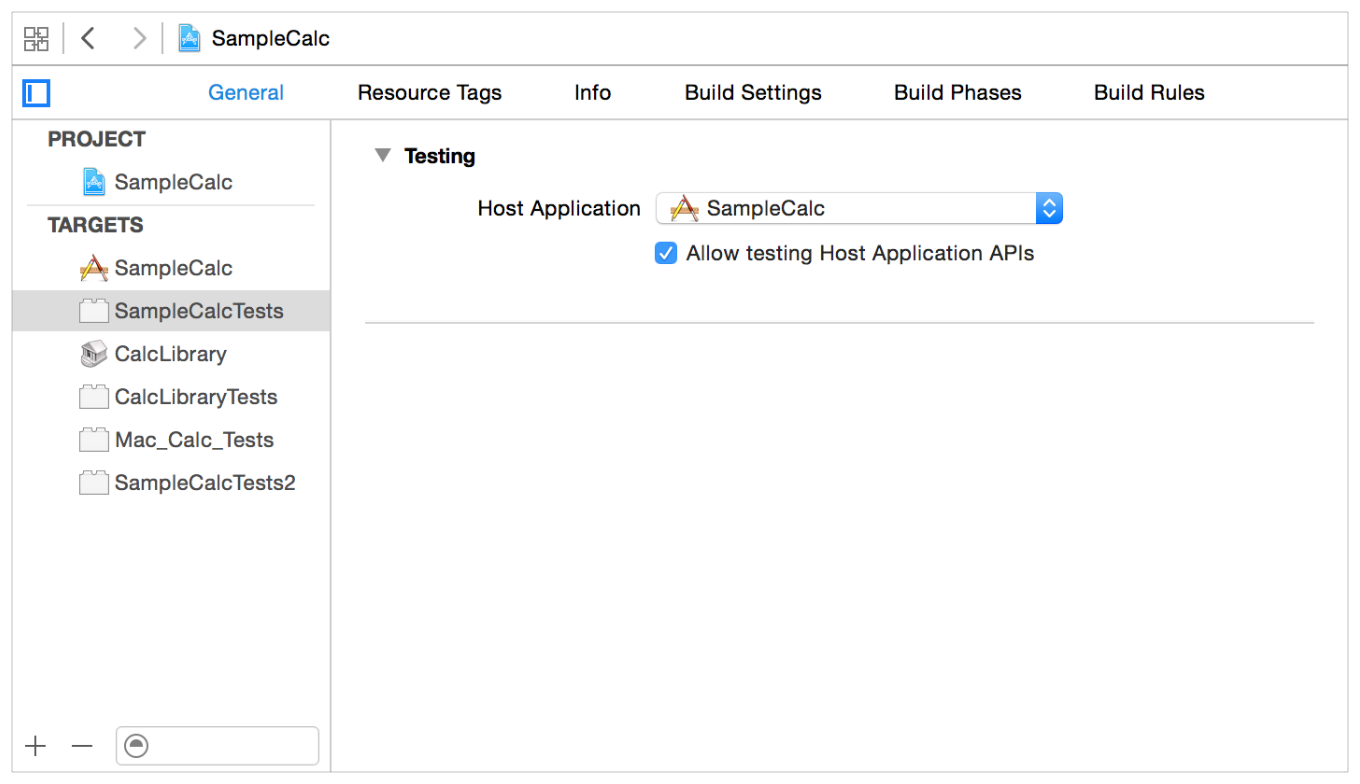 SampleCalc
General Resource Tags Info Build Settings Build Phases Build Rules
PROJECT
SampleCalc
TARGETS
SampleCalc
SampleCalcTests
CalcLibrary
CalcLibraryTests
Mac_Calc_Tests
SampleCalcTests2
Testing
Host Application SampleCalc
Allow testing Host Application APIs